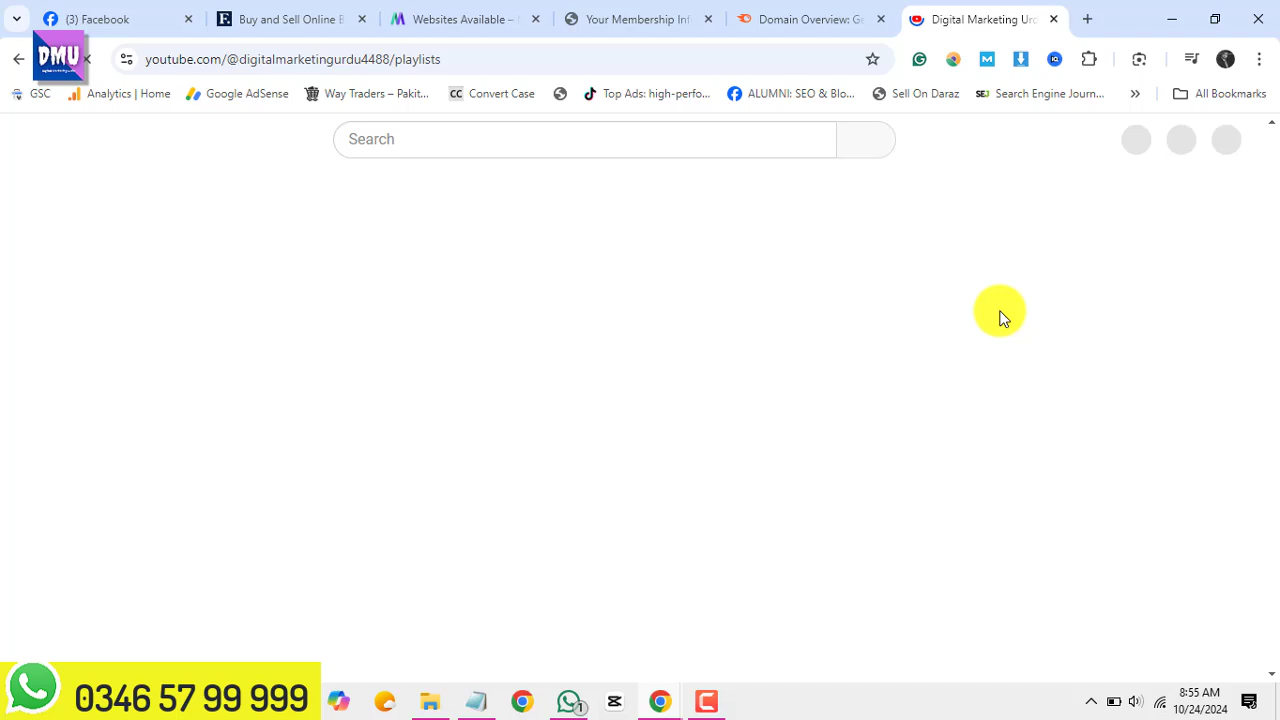 (3) Facebook
Buy and Sell Online B
Websites Available –
Your Membership Inf
Domain Overview: Ge
Digital Marketing Urd
DMU
youtube.com/@digitalmarketingurdu4488/playlists
GSC
Analytics | Home
Google AdSense
Way Traders – Pakit...
CC Convert Case
Top Ads: high-perfo...
ALUMNI: SEO & Blo...
Sell On Daraz
SEJ Search Engine Journ...
All Bookmarks
Search
0346 57 99 999
1
8:55 AM
10/24/2024